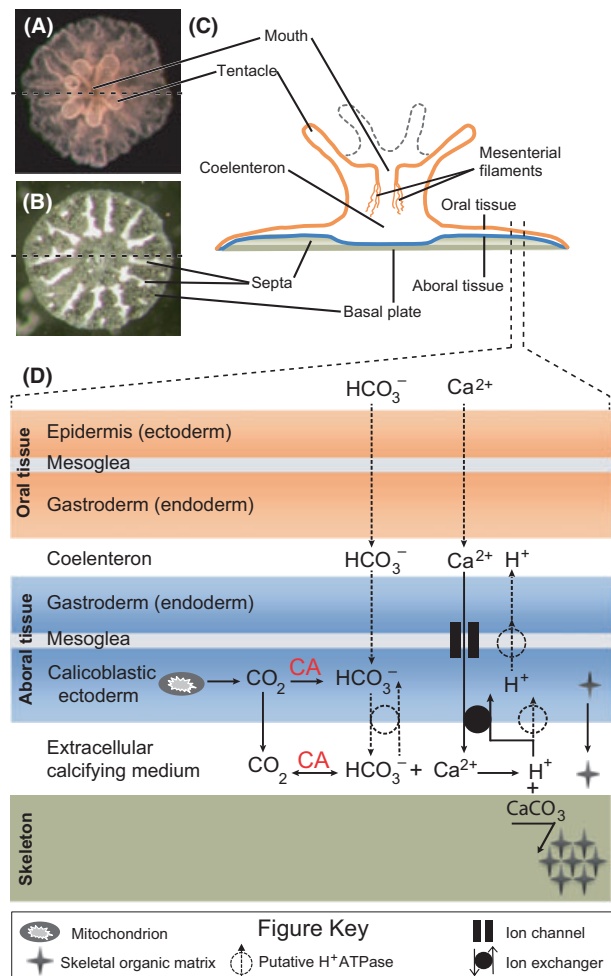 (A)
(B)
(C)
Mouth
Tentacle
Coelenteron
Mesenterial
filaments
Oral tissue
Septa
Aboral tissue
Basal plate
(D)
HCO₃⁻ Ca²⁺
Oral tissue
Epidermis (ectoderm)
Mesoglea
Gastroderm (endoderm)
Coelenteron HCO₃⁻ Ca²⁺ H⁺
Aboral tissue
Gastroderm (endoderm)
Mesoglea
Calicoblastic
ectoderm
CO₂ CA HCO₃⁻ H⁺
Extracellular
calcifying medium
CO₂ CA HCO₃⁻ + Ca²⁺ H⁺
+
CaCO₃
Skeleton
Figure Key
Mitochondrion
Skeletal organic matrix
Putative H⁺ATPase
Ion channel
Ion exchanger